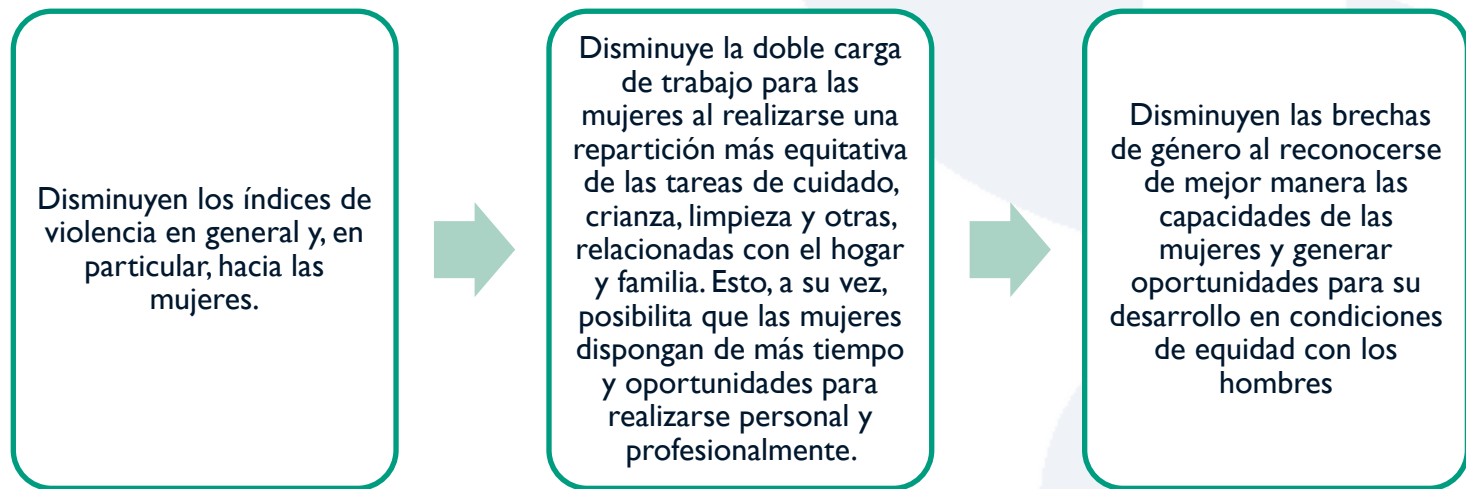 Disminuyen los índices de
violencia en general y, en
particular, hacia las
mujeres.
Disminuye la doble carga
de trabajo para las
mujeres al realizarse una
repartición más equitativa
de las tareas de cuidado,
crianza, limpieza y otras,
relacionadas con el hogar
y familia. Esto, a su vez,
posibilita que las mujeres
dispongan de más tiempo
y oportunidades para
realizarse personal y
profesionalmente.
Disminuyen las brechas
de género al reconocerse
de mejor manera las
capacidades de las
mujeres y generar
oportunidades para su
desarrollo en condiciones
de equidad con los
hombres